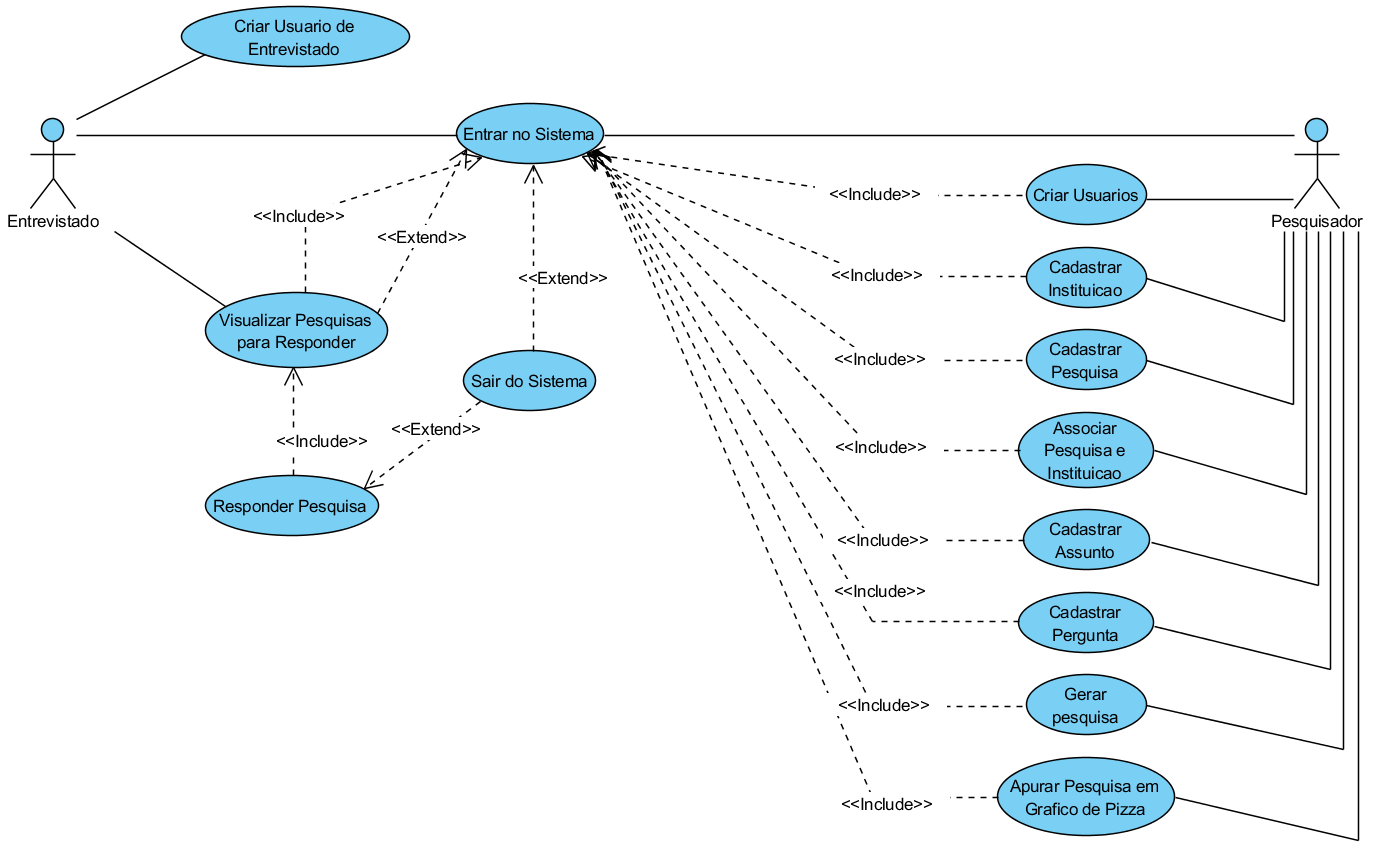 Criar Usuario de
Entrevistado
Entrar no Sistema
Entrevistado
Pesquisador
<<Include>>
<<Extend>>
<<Extend>>
Visualizar Pesquisas
para Responder
Sair do Sistema
<<Extend>>
<<Include>>
Responder Pesquisa
<<Include>>
Criar Usuarios
<<Include>>
Cadastrar
Instituicao
<<Include>>
Cadastrar
Pesquisa
<<Include>>
Associar
Pesquisa e
Instituicao
<<Include>>
Cadastrar
Assunto
<<Include>>
Cadastrar
Pergunta
<<Include>>
Gerar
pesquisa
<<Include>>
Apurar Pesquisa em
Grafico de Pizza